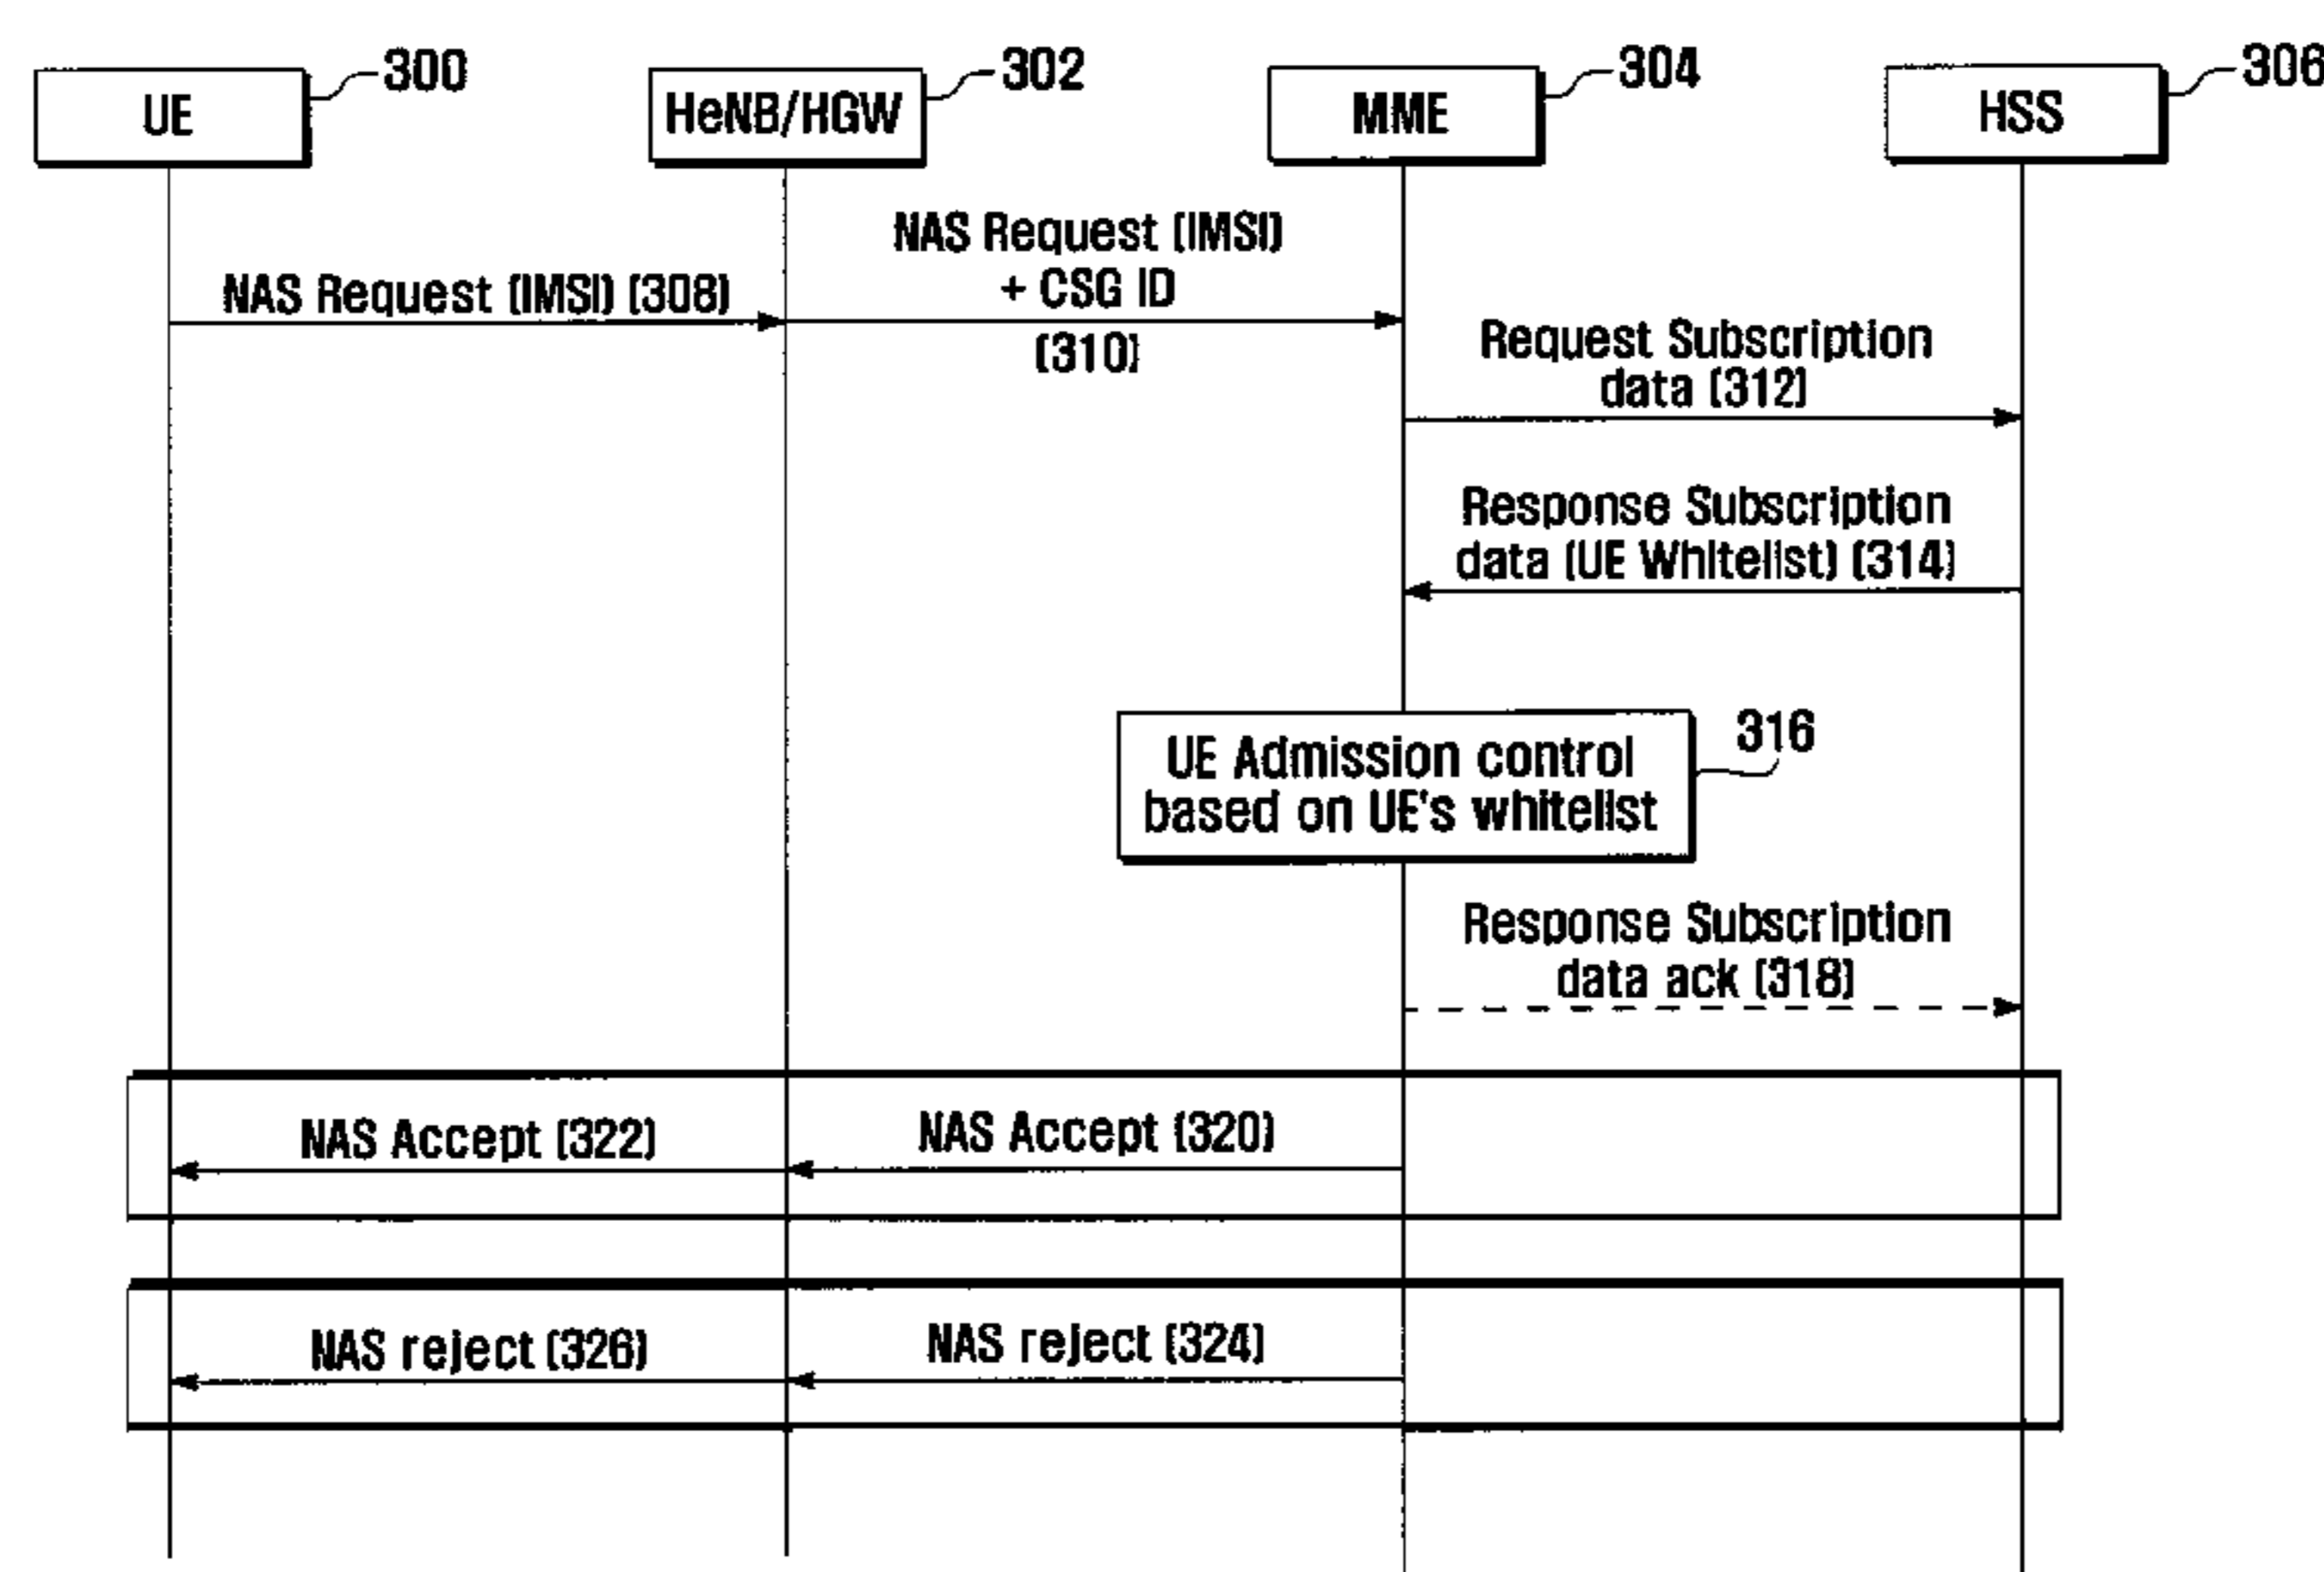 UE
300
HeNB/HGW
302
MME
304
HSS
306
NAS Request (IMSI) (308)
NAS Request (IMSI)
+ CSG ID
(310)
Request Subscription
data (312)
Response Subscription
data (UE Whitelist) (314)
UE Admission control
based on UE's whitelist
316
Response Subscription
data ack (318)
NAS Accept (322)
NAS Accept (320)
NAS reject (326)
NAS reject (324)